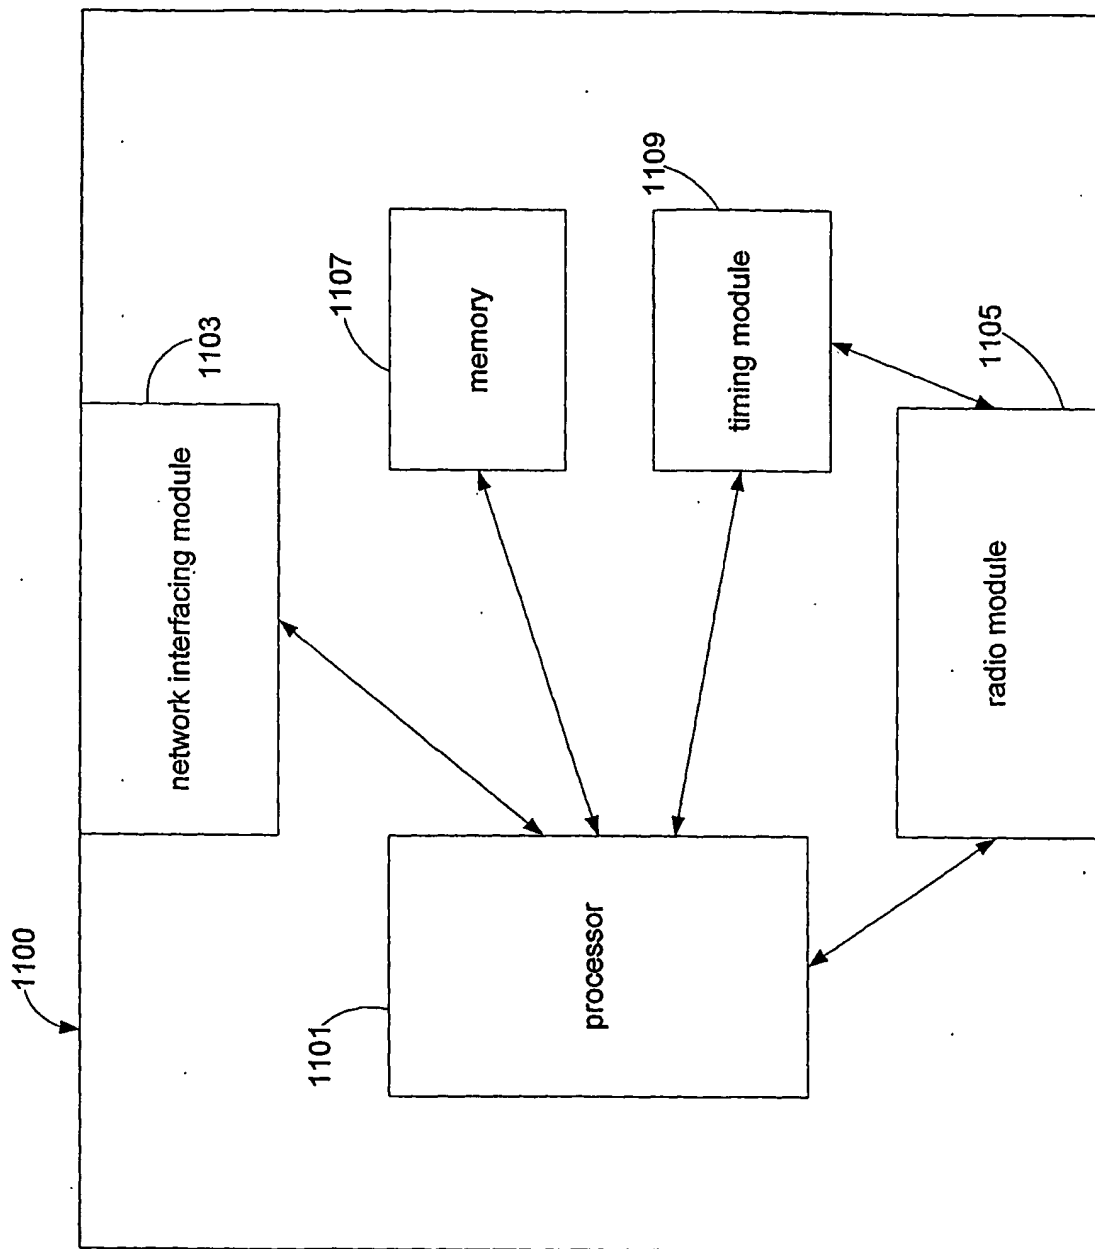 1100
1101
processor
1103
network interfacing module
1107
memory
1109
timing module
1105
radio module